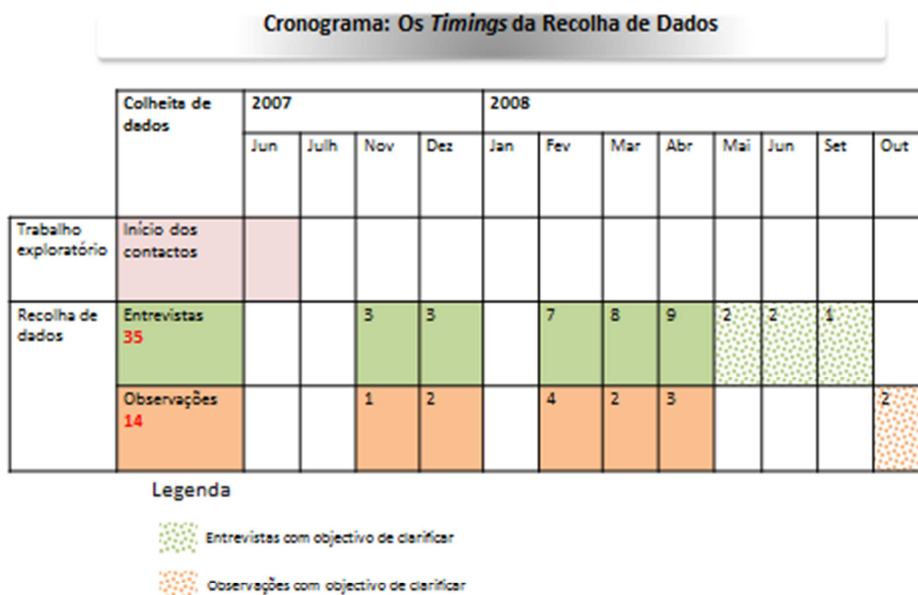 Cronograma: Os Timings da Recolha de Dados
Colheita de
dados
2007
2008
Jun
Julh
Nov
Dez
Jan
Fev
Mar
Abr
Mai
Jun
Set
Out
Trabalho
exploratório
Início dos
contactos
Recolha de
dados
Entrevistas
35
3
3
7
8
9
2
2
1
Observações
14
1
2
4
2
3
2
Legenda
Entrevistas com objectivo de clarificar
Observações com objectivo de clarificar